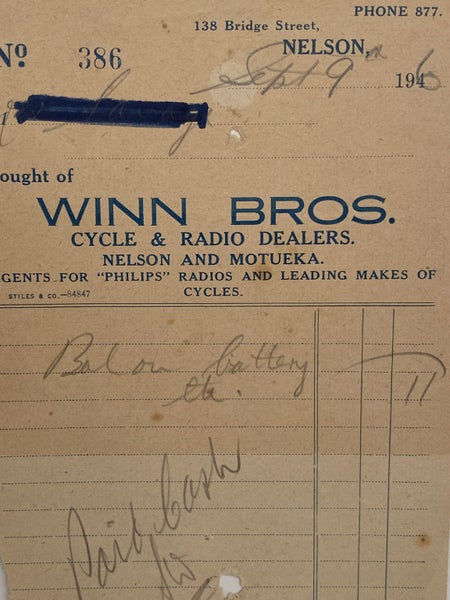 PHONE 877.
138 Bridge Street,
NELSON,
No 386
Sept 9th 1946
ought of
WINN BROS.
CYCLE & RADIO DEALERS.
NELSON AND MOTUEKA.
GENTS FOR "PHILIPS" RADIOS AND LEADING MAKES OF
STILES & CO.—84847 CYCLES.
Bal on battery 11
etc.
Paid Cash